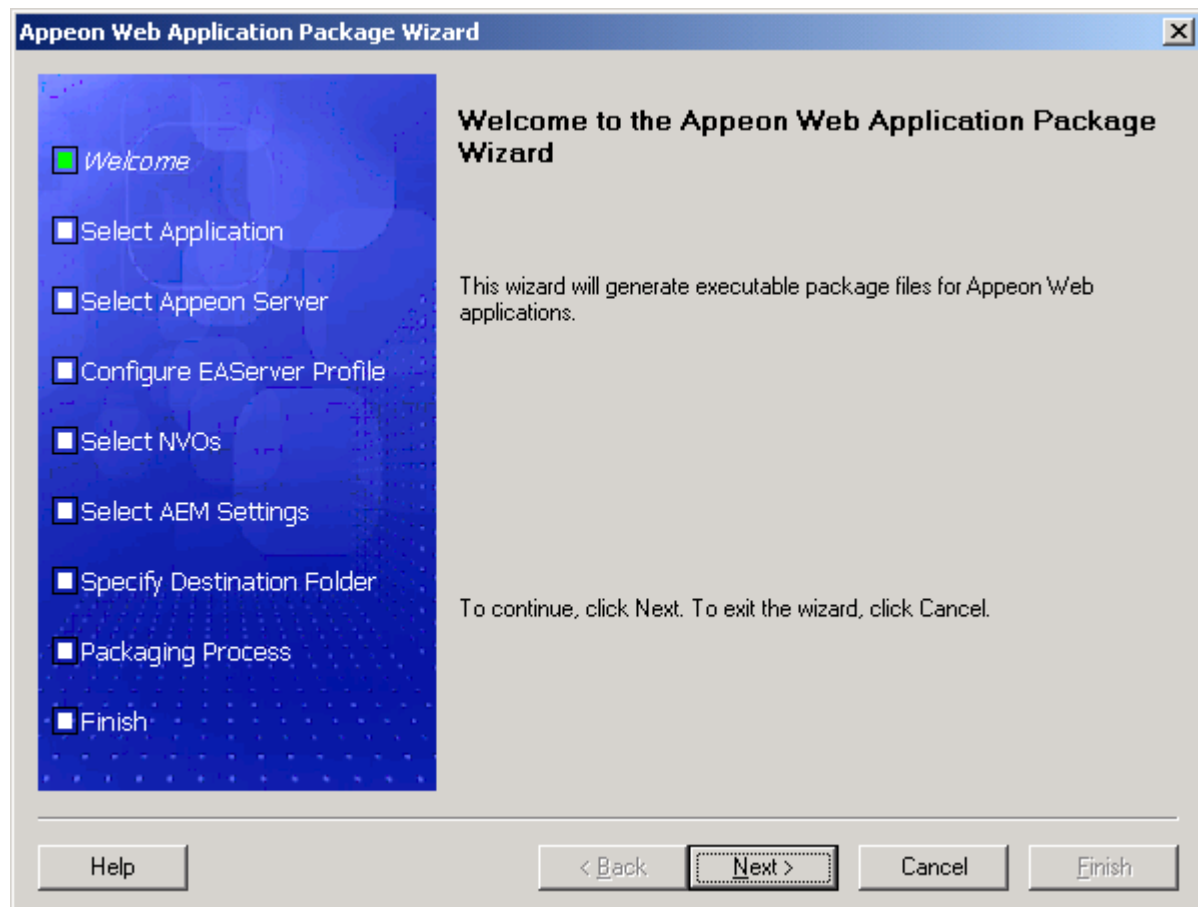 Appeon Web Application Package Wizard
Welcome
Select Application
Select Appeon Server
Configure EAServer Profile
Select NVOs
Select AEM Settings
Specify Destination Folder
Packaging Process
Finish
Welcome to the Appeon Web Application Package
Wizard
This wizard will generate executable package files for Appeon Web
applications.
To continue, click Next. To exit the wizard, click Cancel.
Help
< Back
Next >
Cancel
Finish